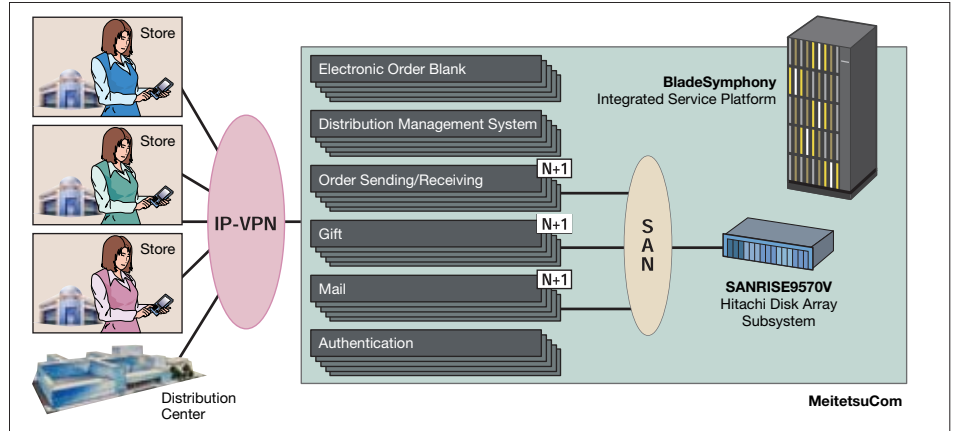 Store
Store
Store
Distribution
Center
IP-VPN
Electronic Order Blank
Distribution Management System
Order Sending/Receiving
N+1
Gift
N+1
Mail
N+1
Authentication
SAN
BladeSymphony
Integrated Service Platform
SANRISE9570V
Hitachi Disk Array
Subsystem
MeitetsuCom